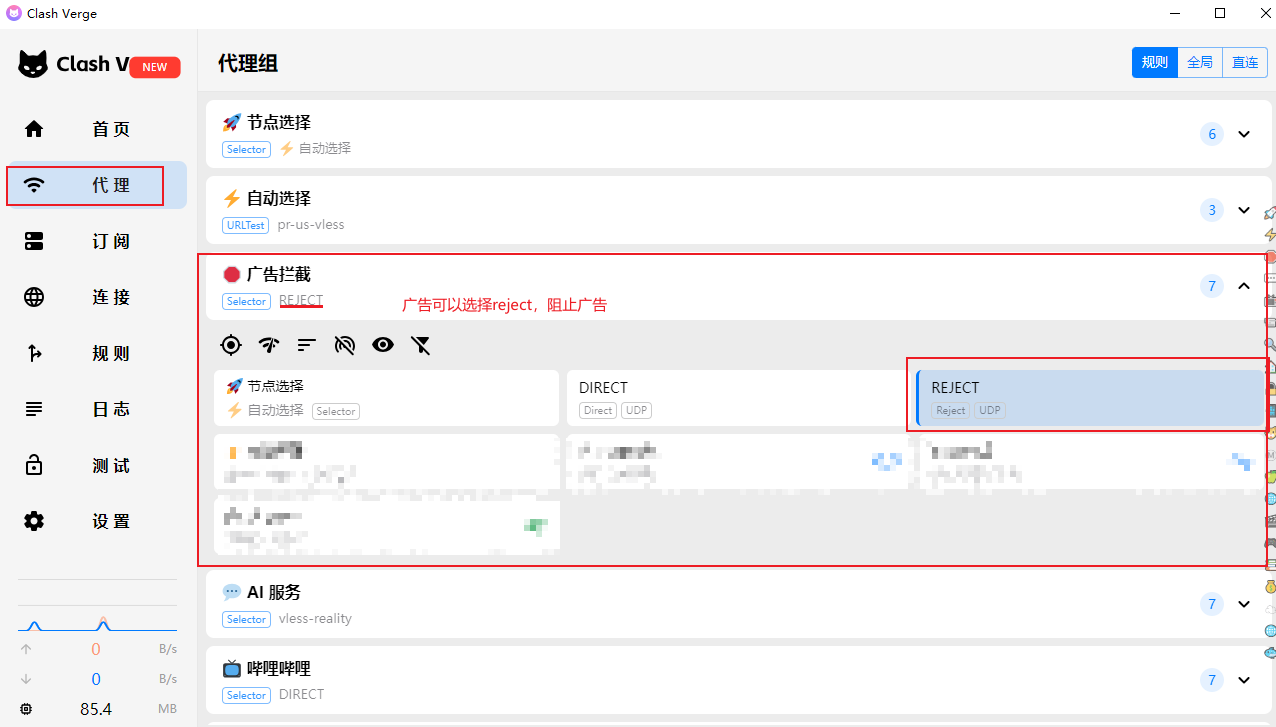 Clash Verge
Clash V
NEW
代理组
规则
全局
直连
首页
代理
订阅
连接
规则
日志
测试
设置
0 B/s
0 B/s
85.4 MB
节点选择
Selector
自动选择
6
自动选择
URLTest
pr-us-vless
3
广告拦截
Selector
REJECT
广告可以选择reject，阻止广告
7
节点选择
自动选择
Selector
DIRECT
Direct
UDP
REJECT
Reject
UDP
AI 服务
Selector
vless-reality
7
哔哩哔哩
Selector
DIRECT
7